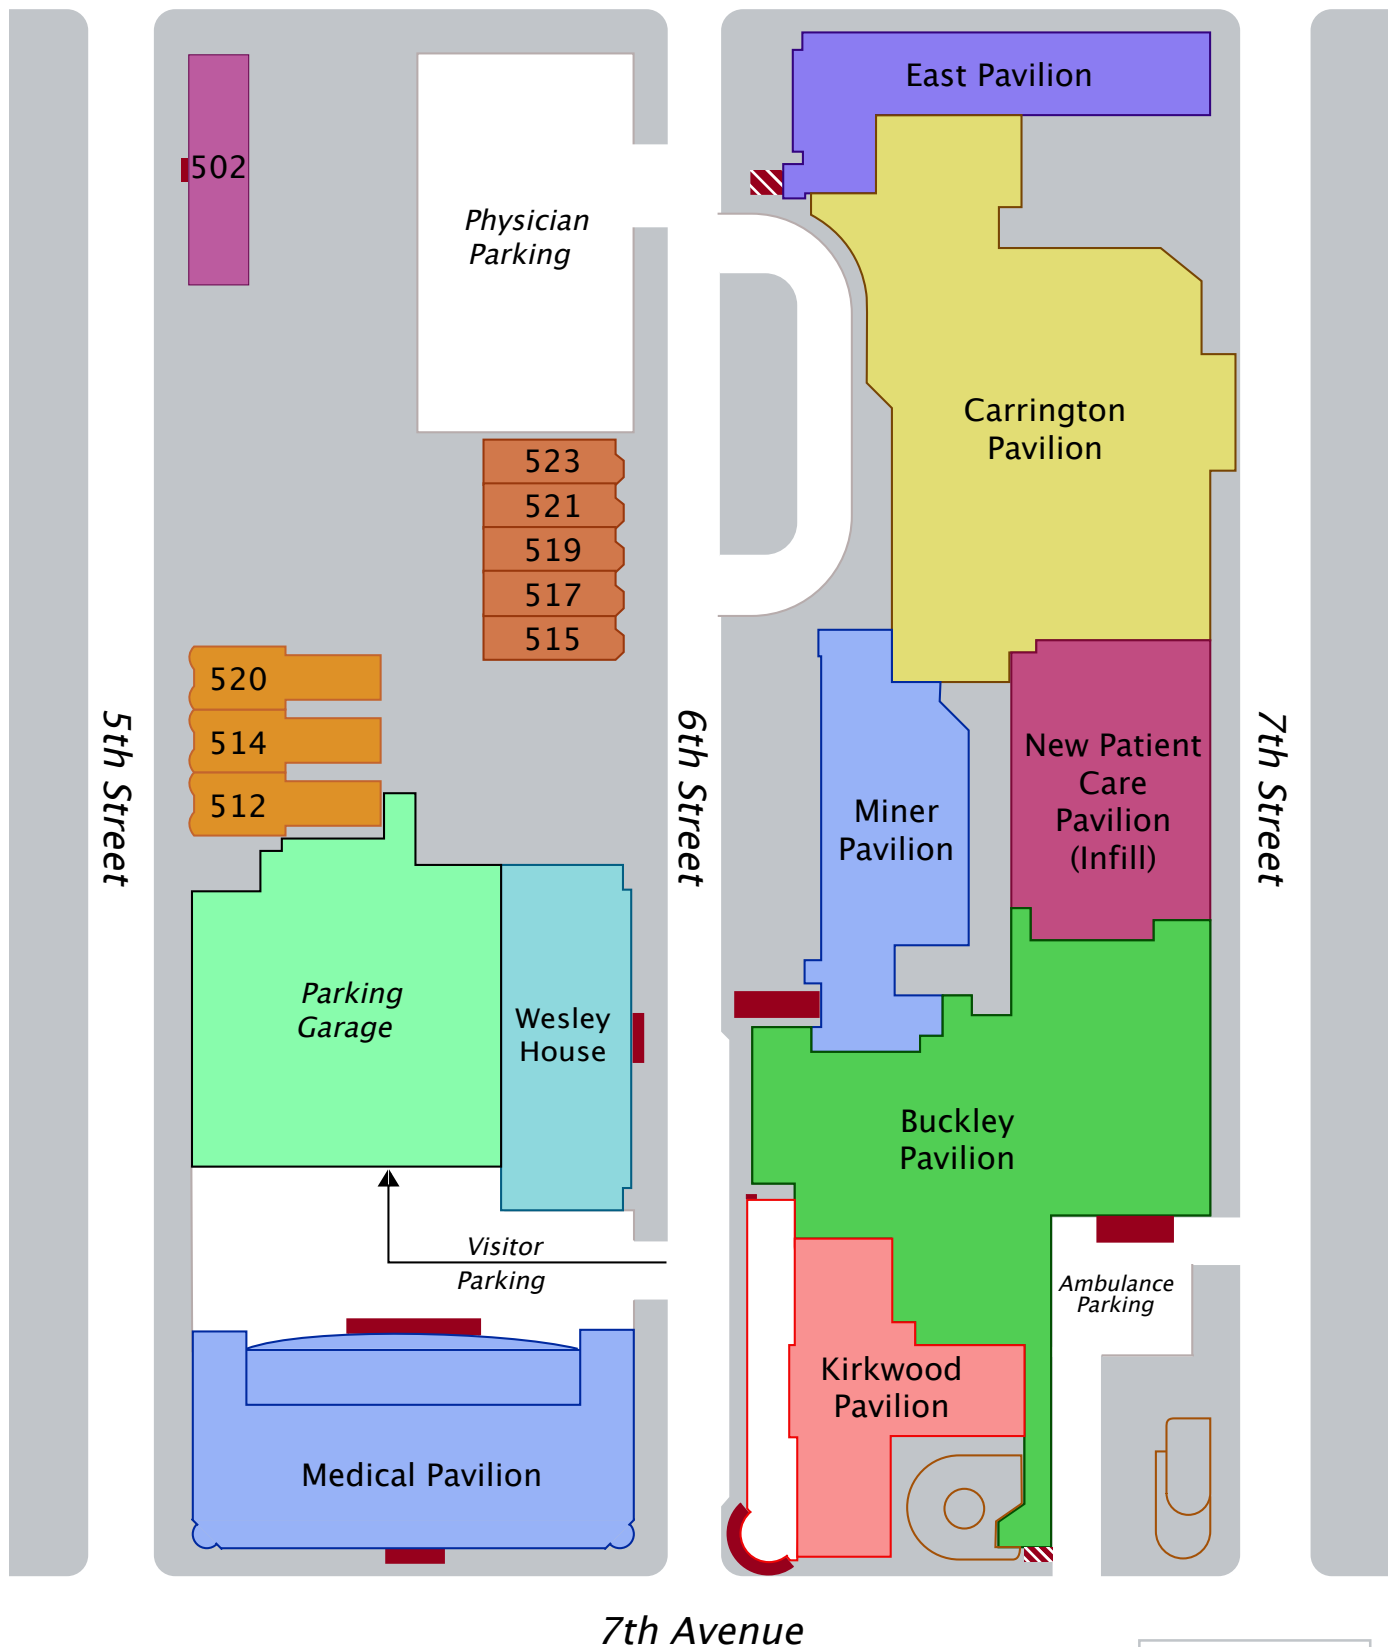 East Pavilion
502
Physician
Parking
Carrington
Pavilion
523
521
519
517
515
520
514
512
5th Street
6th Street
7th Street
New Patient
Care
Pavilion
(Infill)
Miner
Pavilion
Parking
Garage
Wesley
House
Buckley
Pavilion
Visitor
Parking
Ambulance
Parking
Kirkwood
Pavilion
Medical Pavilion
7th Avenue